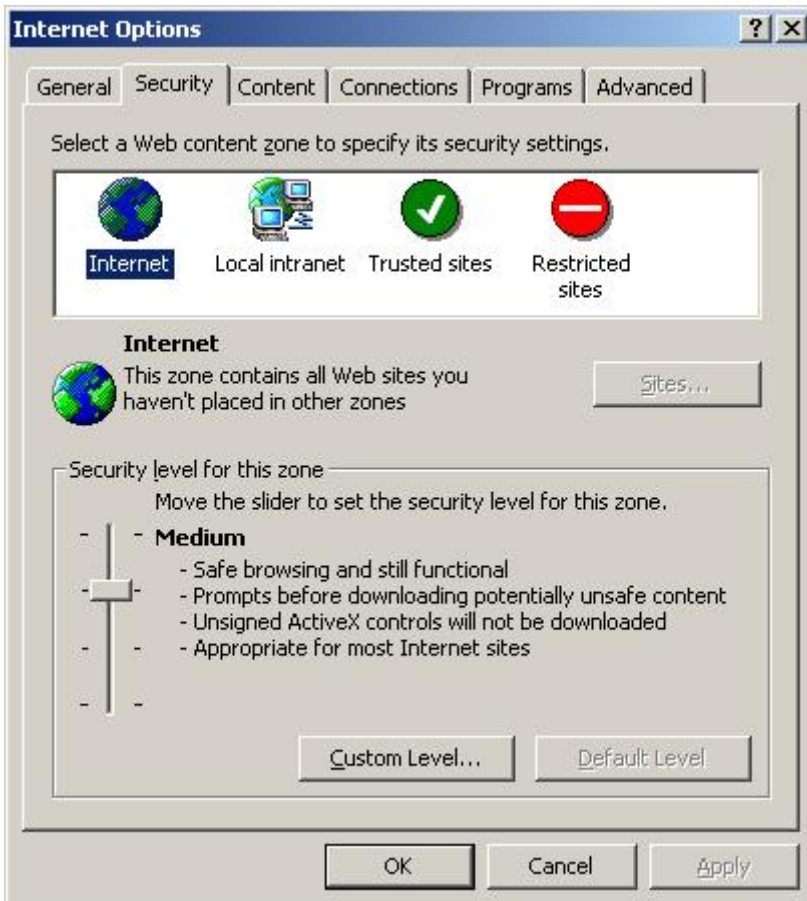 Internet Options
General Security Content Connections Programs Advanced
Select a Web content zone to specify its security settings.
Internet Local intranet Trusted sites Restricted
sites
Internet
This zone contains all Web sites you
haven't placed in other zones
Sites...
Security level for this zone
Move the slider to set the security level for this zone.
Medium
- Safe browsing and still functional
- Prompts before downloading potentially unsafe content
- Unsigned ActiveX controls will not be downloaded
- Appropriate for most Internet sites
Custom Level... Default Level
OK Cancel Apply